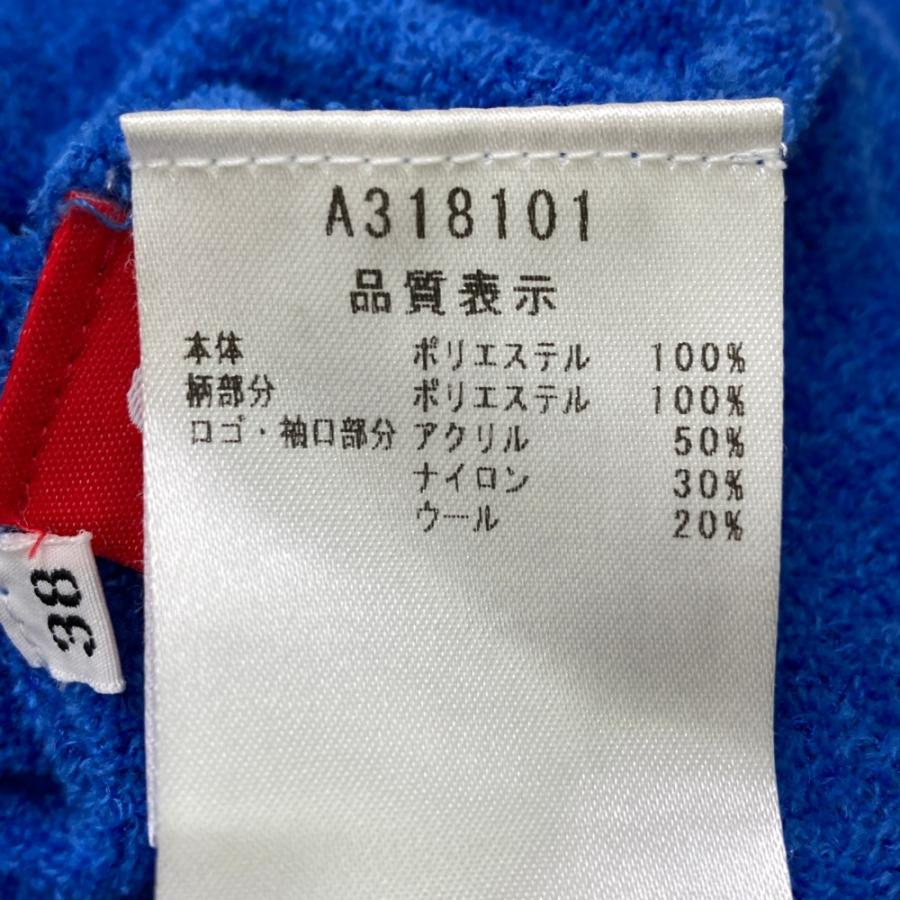 A318101
品質表示
本体 ポリエステル 100%
柄部分 ポリエステル 100%
ロゴ・袖口部分 アクリル 50%
ナイロン 30%
ウール 20%
38